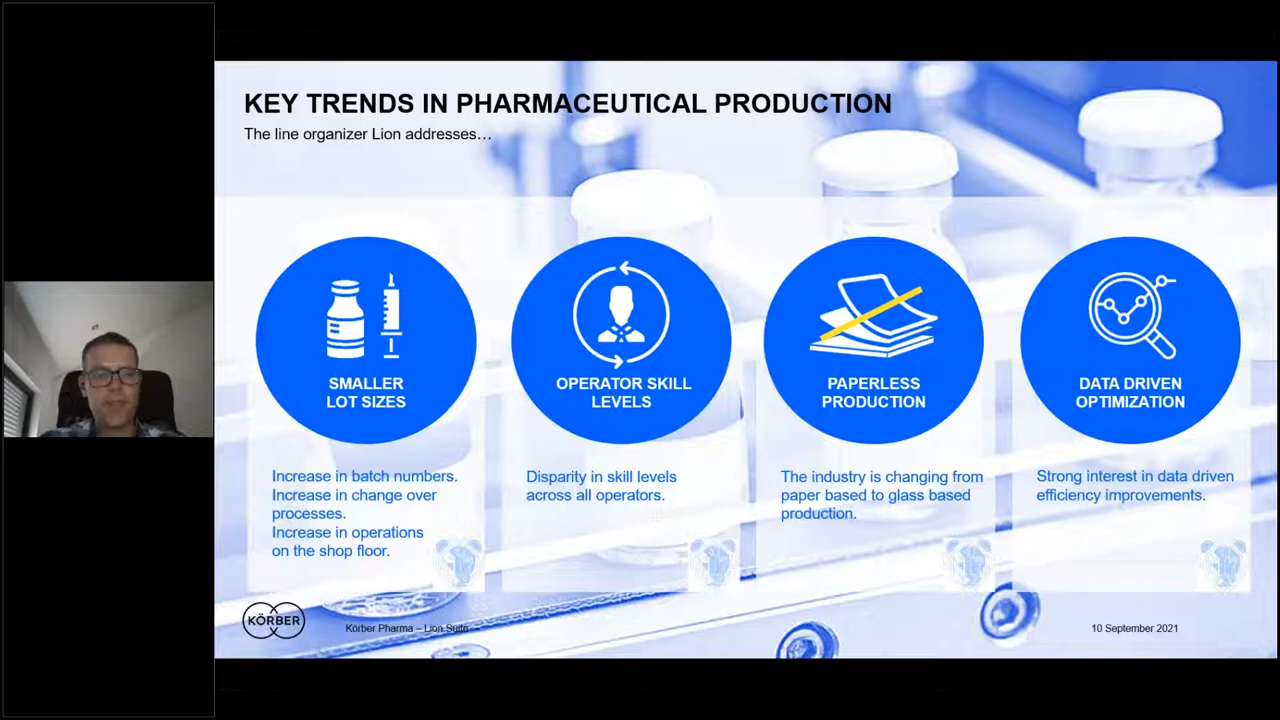 KEY TRENDS IN PHARMACEUTICAL PRODUCTION
The line organizer Lion addresses…
SMALLER
LOT SIZES
Increase in batch numbers.
Increase in change over
processes.
Increase in operations
on the shop floor.
OPERATOR SKILL
LEVELS
Disparity in skill levels
across all operators.
PAPERLESS
PRODUCTION
The industry is changing from
paper based to glass based
production.
DATA DRIVEN
OPTIMIZATION
Strong interest in data driven
efficiency improvements.
KÖRBER
Körber Pharma – Lion Suite
10 September 2021